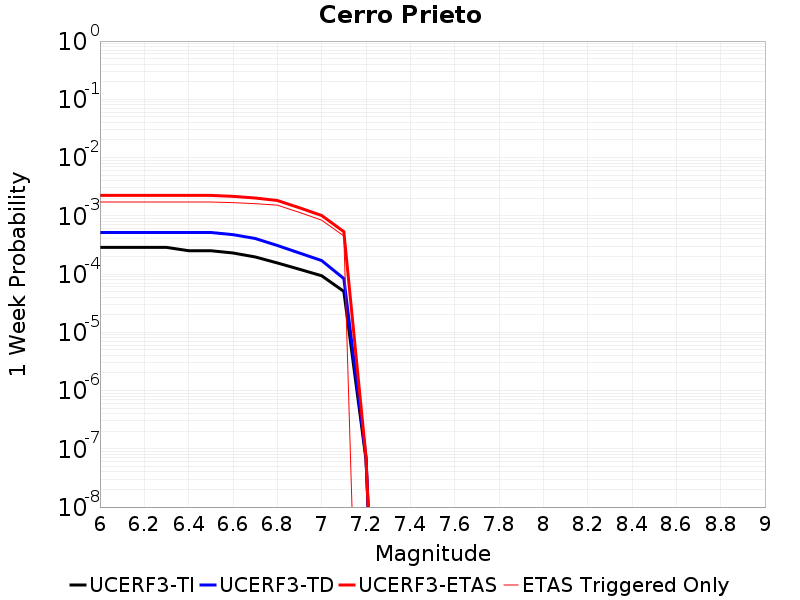 Cerro Prieto
1 Week Probability
10^0
10^-1
10^-2
10^-3
10^-4
10^-5
10^-6
10^-7
10^-8
6 6.2 6.4 6.6 6.8 7 7.2 7.4 7.6 7.8 8 8.2 8.4 8.6 8.8 9
Magnitude
UCERF3-TI UCERF3-TD UCERF3-ETAS ETAS Triggered Only